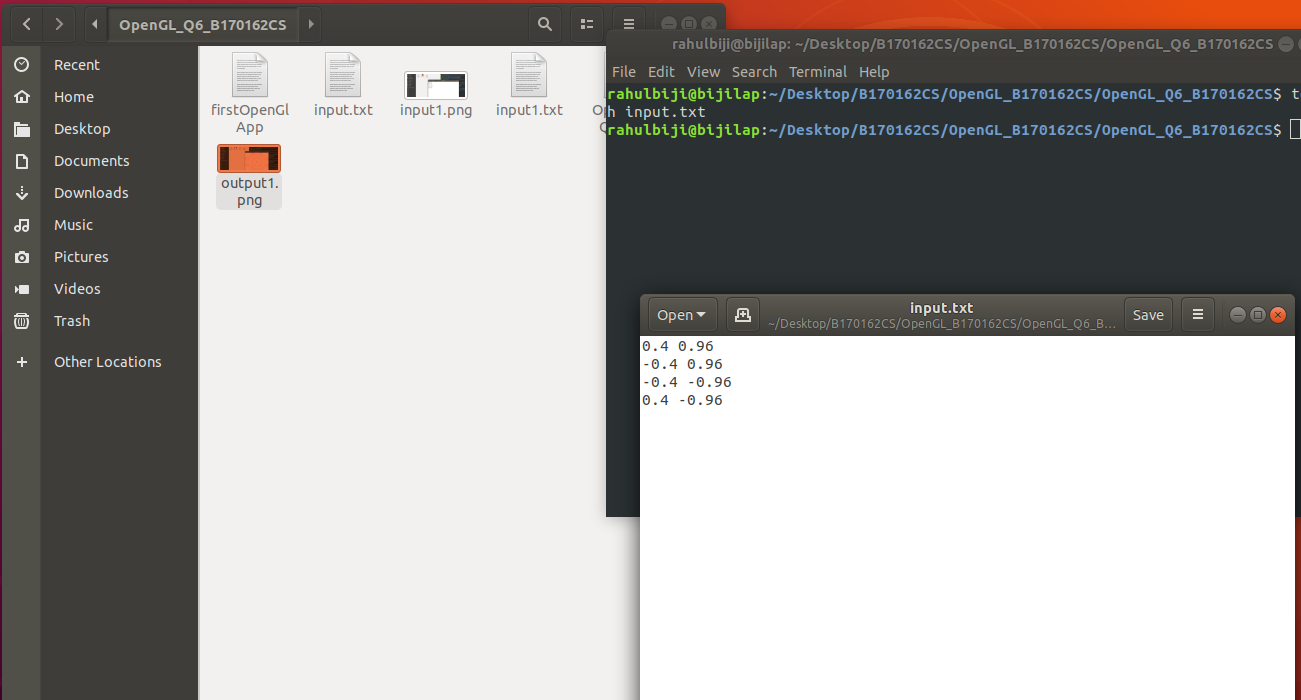 OpenGL_Q6_B170162CS
Recent
Home
Desktop
Documents
Downloads
Music
Pictures
Videos
Trash
Other Locations
firstOpenGl
App
input.txt
input1.png
input1.txt
output1.
png
rahulbiji@bijilap: ~/Desktop/B170162CS/OpenGL_B170162CS/OpenGL_Q6_B170162CS
File Edit View Search Terminal Help
rahulbiji@bijilap:~/Desktop/B170162CS/OpenGL_B170162CS/OpenGL_Q6_B170162CS$ t
h input.txt
rahulbiji@bijilap:~/Desktop/B170162CS/OpenGL_B170162CS/OpenGL_Q6_B170162CS$
Open
input.txt
~/Desktop/B170162CS/OpenGL_B170162CS/OpenGL_Q6_B...
Save
0.4 0.96
-0.4 0.96
-0.4 -0.96
0.4 -0.96